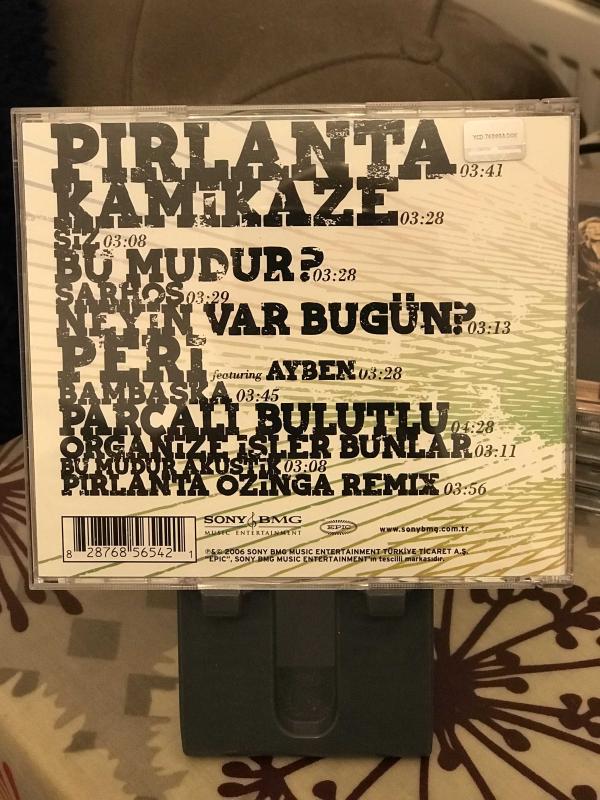 PIRLANTA 03:41
KAMiKAZE 03:28
SiZ 03:08
BU MUDUR? 03:28
SARHOS 03:29
NEYiN VAR BUGÜN? 03:13
PERi featuring AYBEN 03:28
BAMBASKA 03:45
PARCALI BULUTLU 04:28
ORGANiZE iSLER BUNLAR 03:11
BU MUDUR AKUSTiK 03:08
PIRLANTA OZiNGA REMIX 03:56
8 28768 56542 1
SONY BMG
MUSIC ENTERTAINMENT
EPIC
www.sonybmg.com.tr
℗&© 2006 SONY BMG MUSIC ENTERTAINMENT TÜRKİYE TİCARET A.Ş.
"EPIC", SONY BMG MUSIC ENTERTAINMENT'in tescilli markasıdır.